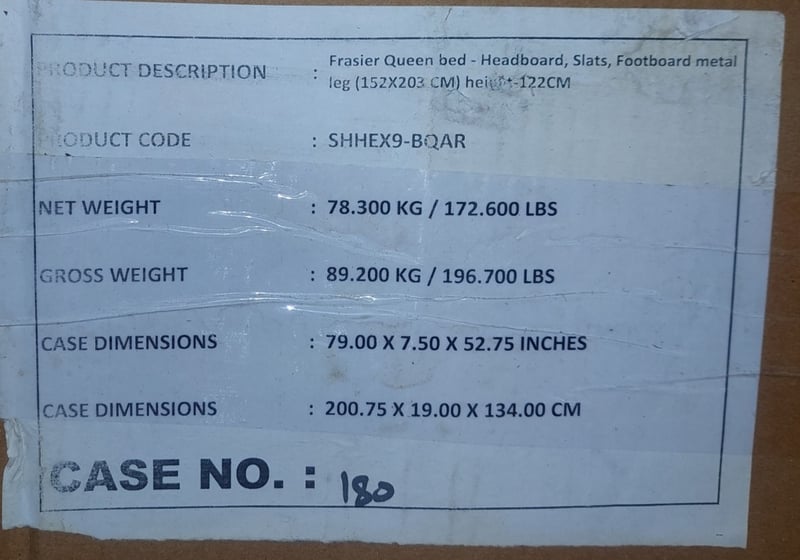 PRODUCT DESCRIPTION : Frasier Queen bed - Headboard, Slats, Footboard metal
leg (152X203 CM) height-122CM
PRODUCT CODE : SHHEX9-BQAR
NET WEIGHT : 78.300 KG / 172.600 LBS
GROSS WEIGHT : 89.200 KG / 196.700 LBS
CASE DIMENSIONS : 79.00 X 7.50 X 52.75 INCHES
CASE DIMENSIONS : 200.75 X 19.00 X 134.00 CM
CASE NO. : 180